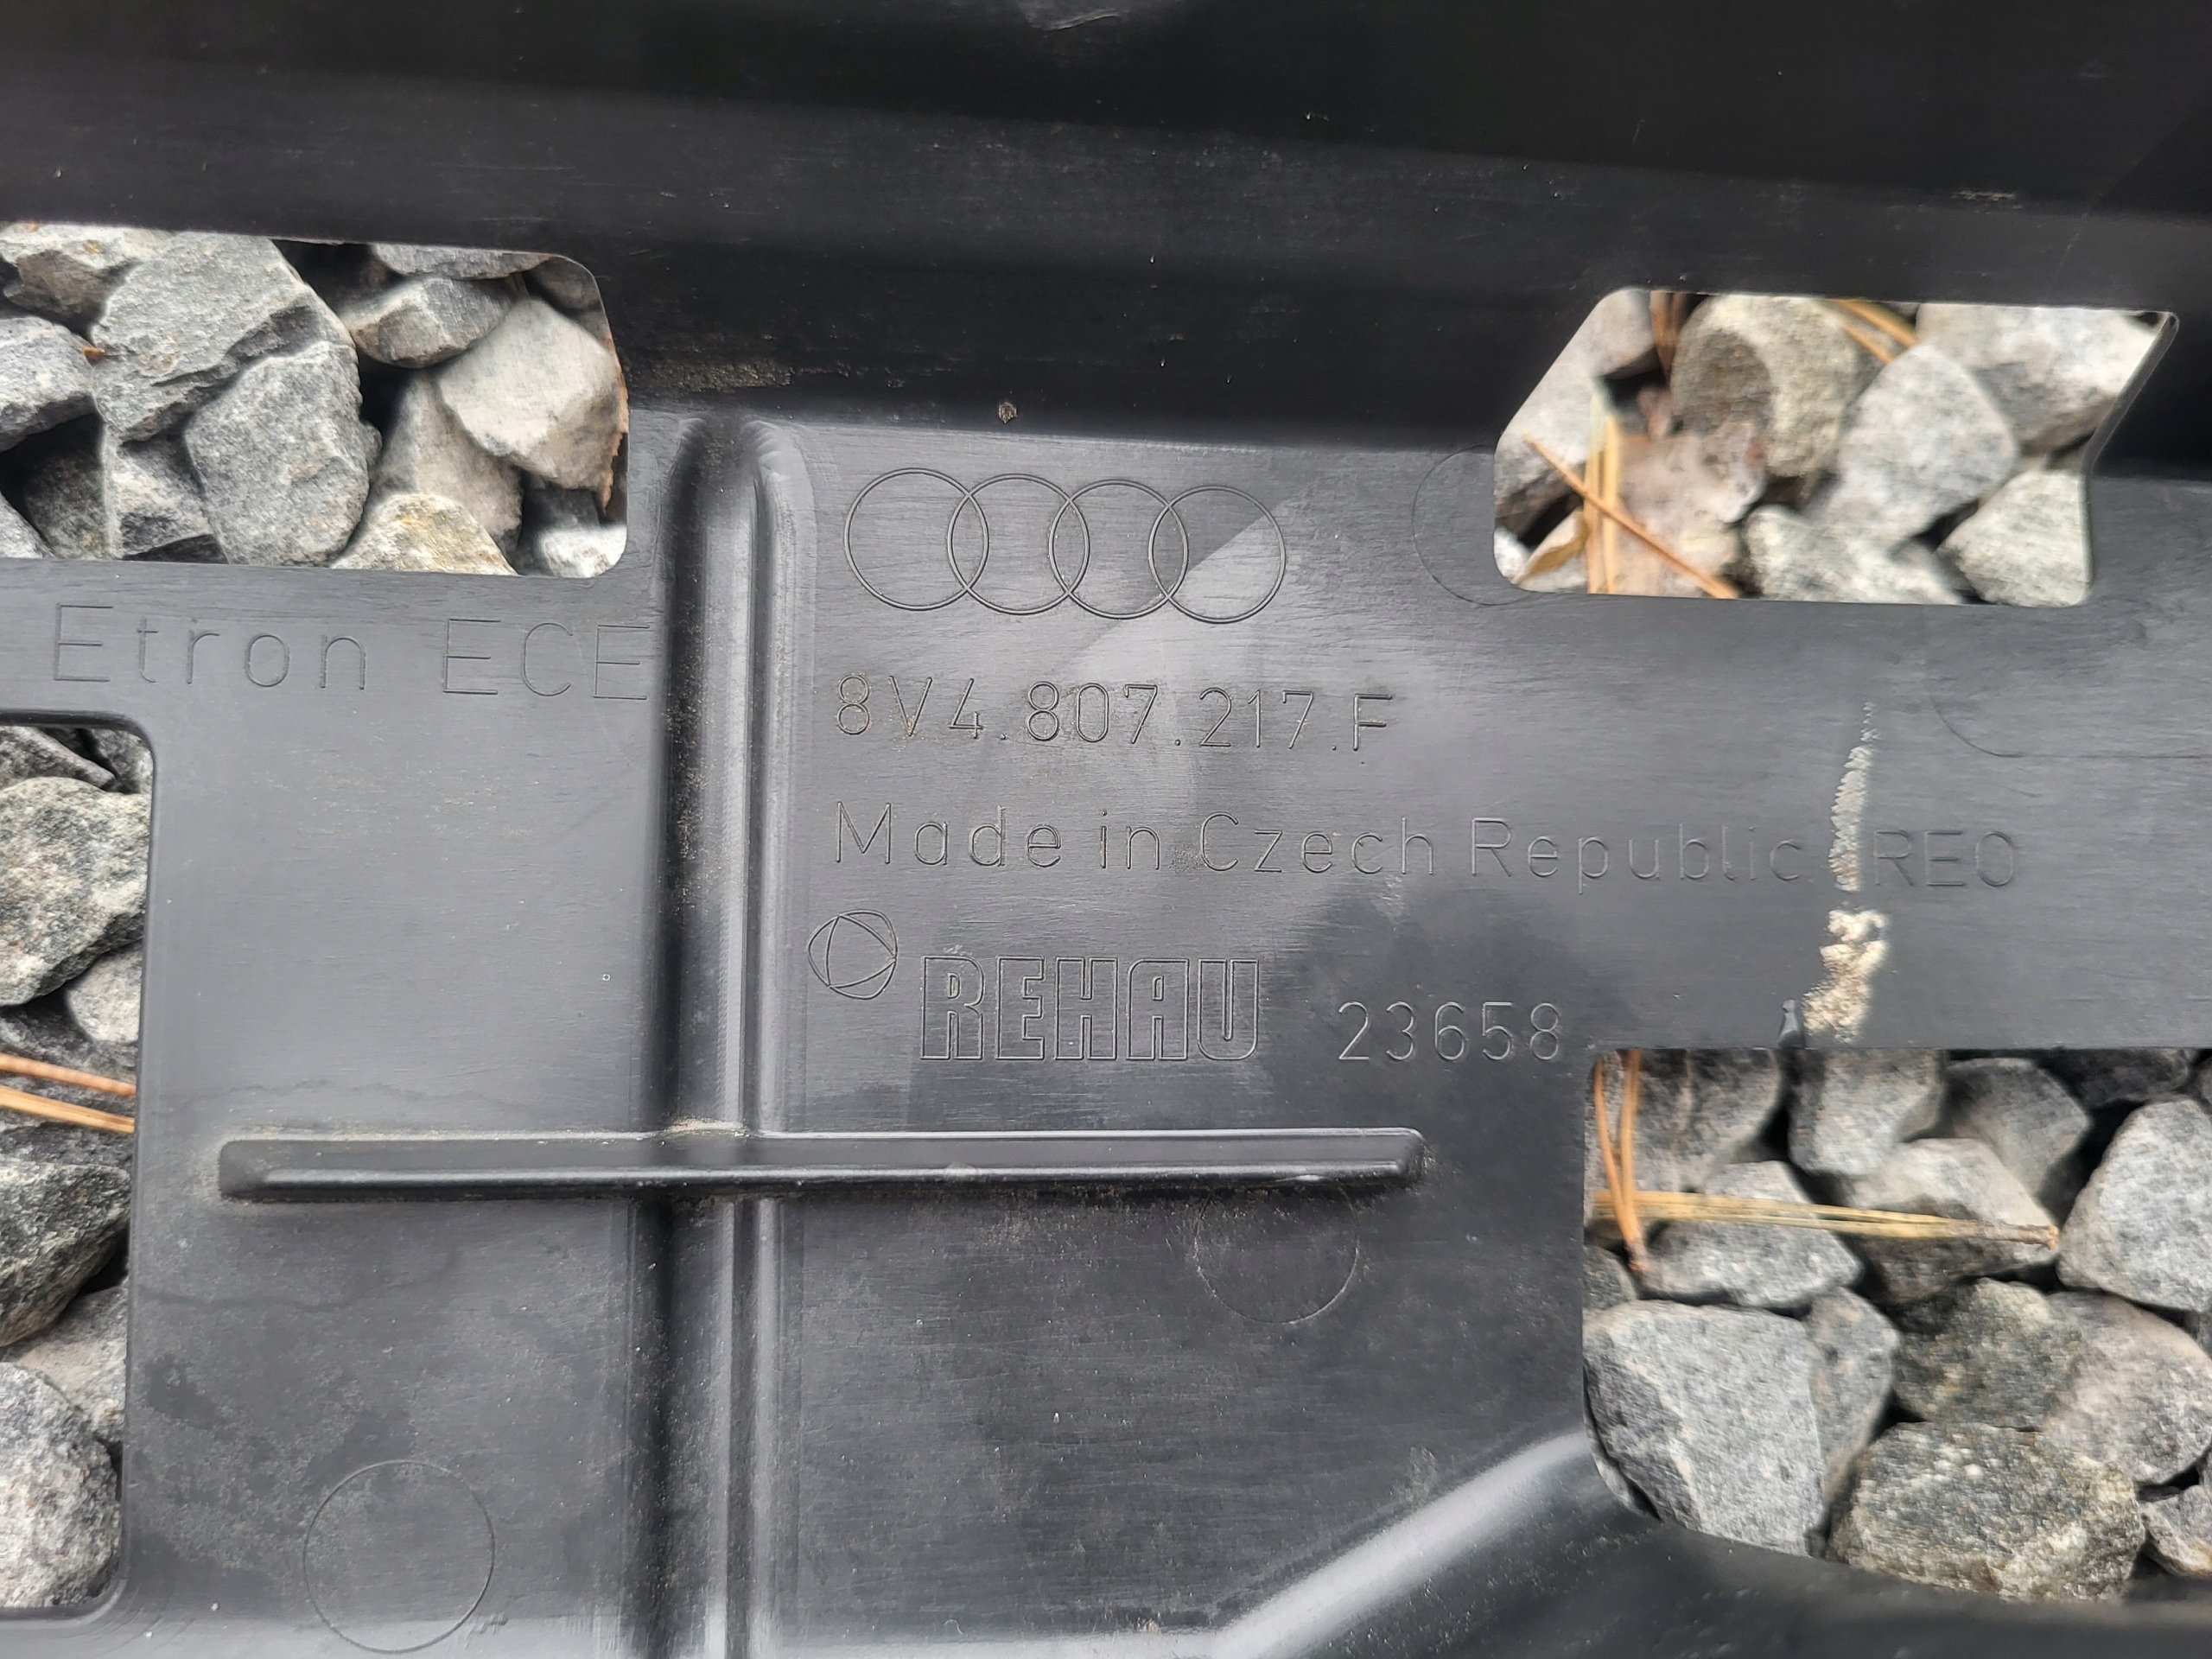 Etron ECE
8V4.807.217.F
Made in Czech Republic REO
REHAU 23658